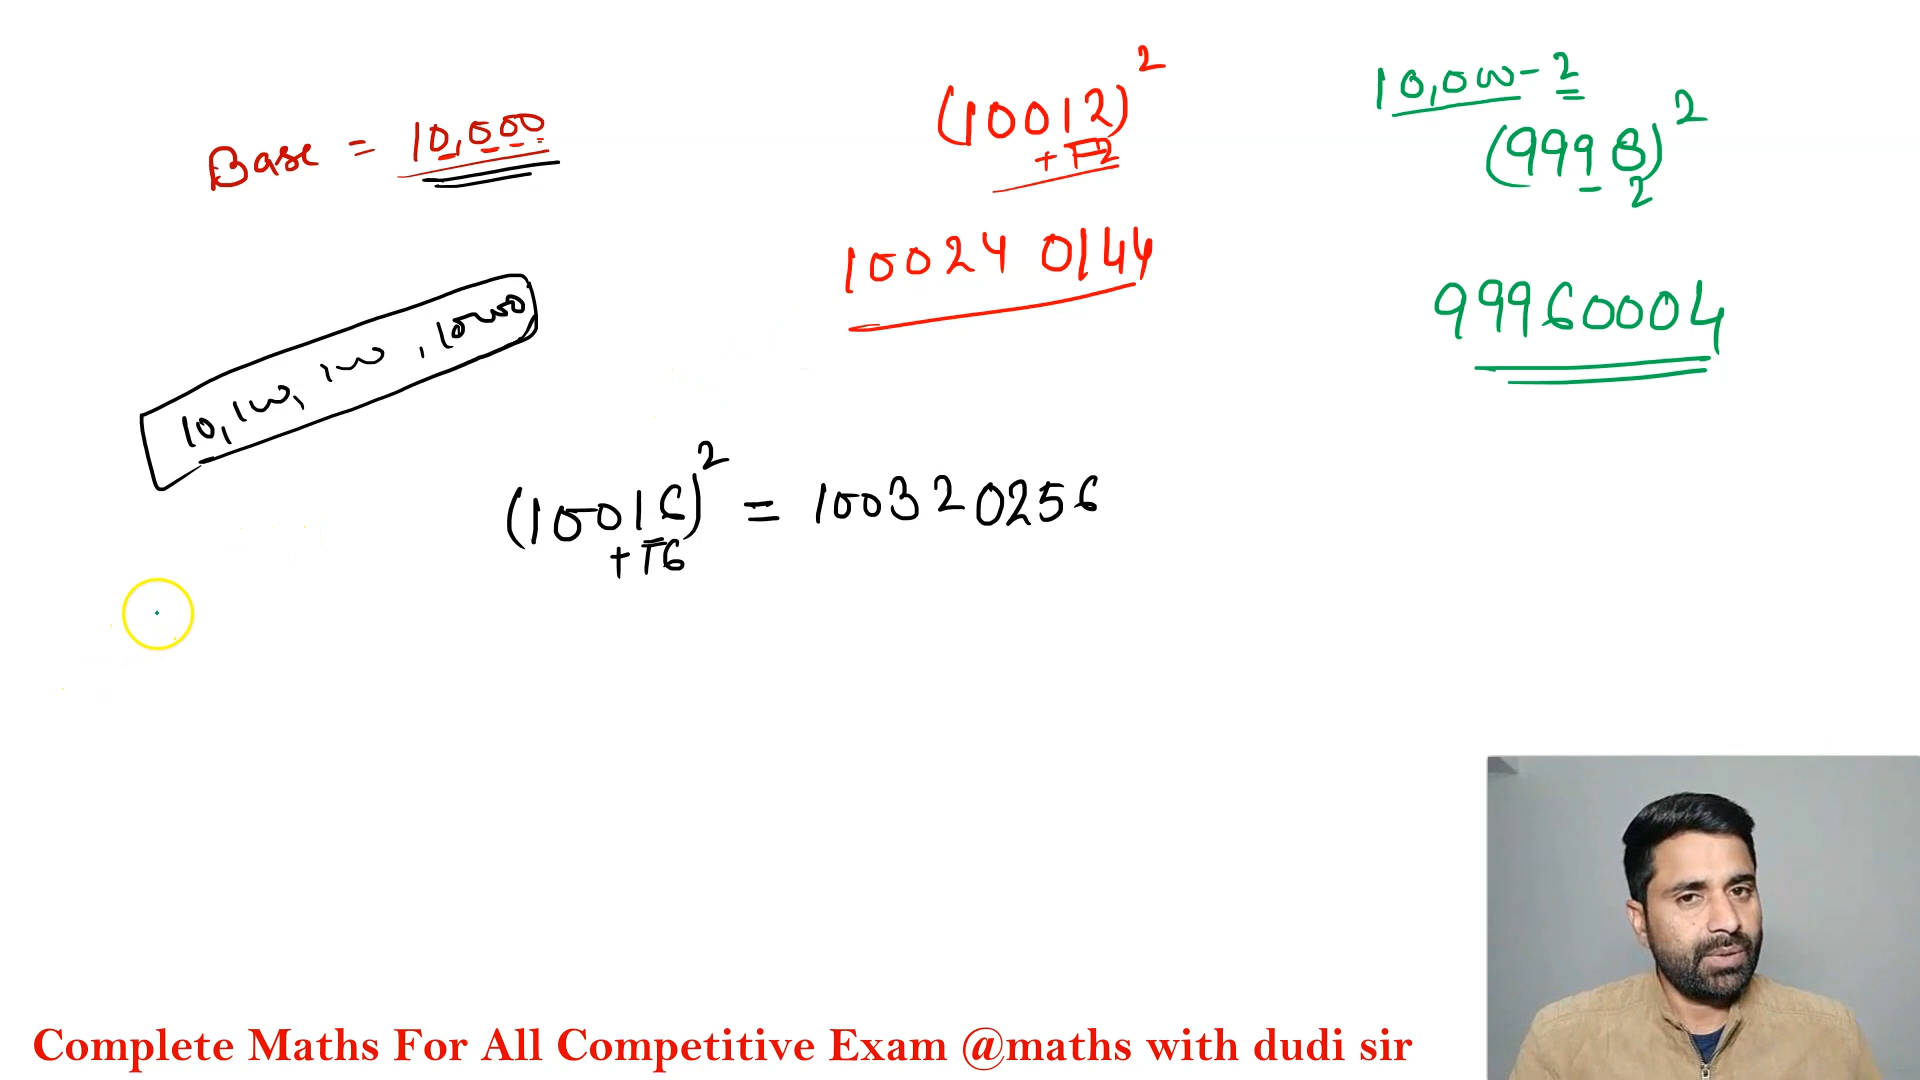 Base = 10,000
(10012)²
+12
10024 0144
10,000-2
(9998)²
2
99960004
10,100, 1000, 10000
(10016)² = 100320256
+16
Complete Maths For All Competitive Exam @maths with dudi sir